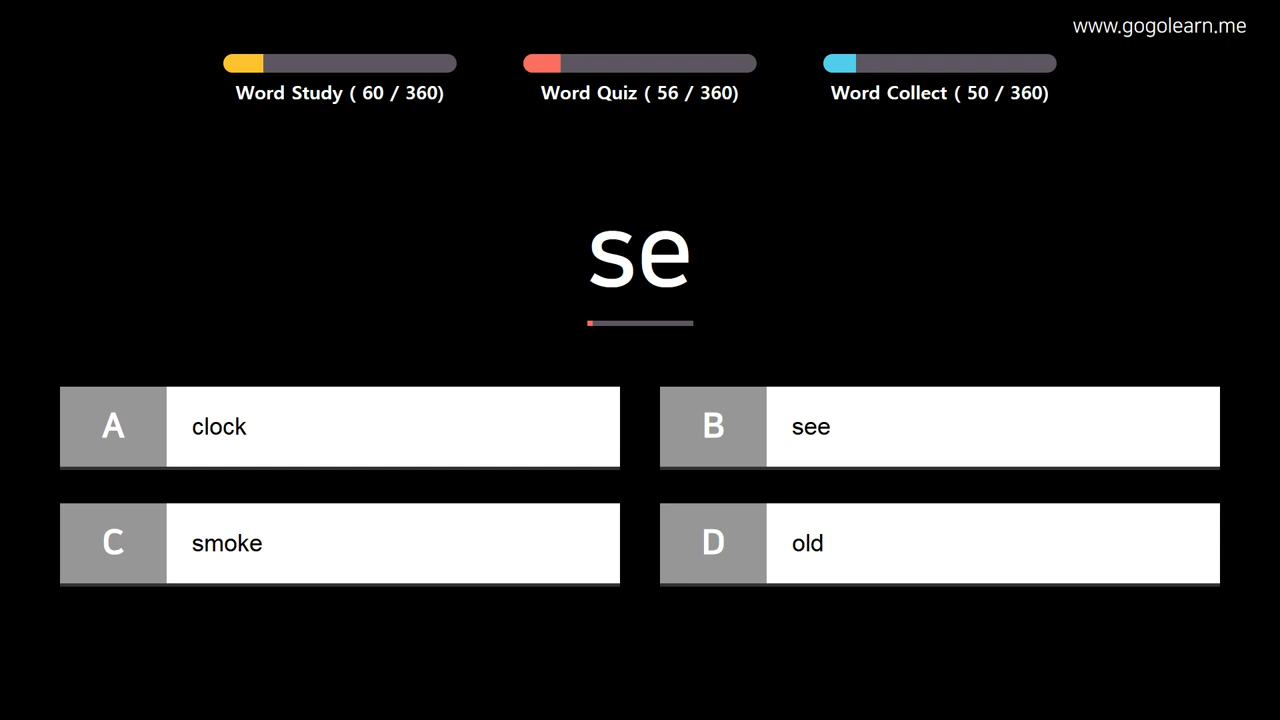 www.gogolearn.me
Word Study ( 60 / 360)
Word Quiz ( 56 / 360)
Word Collect ( 50 / 360)
se
A clock
B see
C smoke
D old